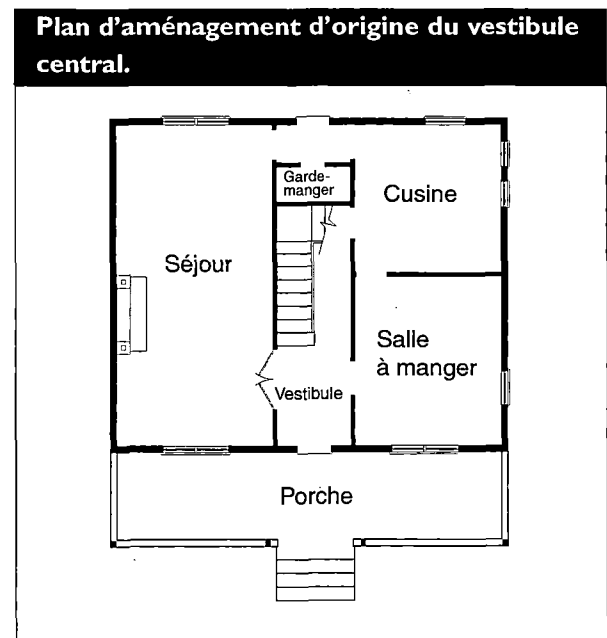 Plan d’aménagement d’origine du vestibule
central.
Garde-
manger
Cusine
Séjour
Salle
à manger
Vestibule
Porche